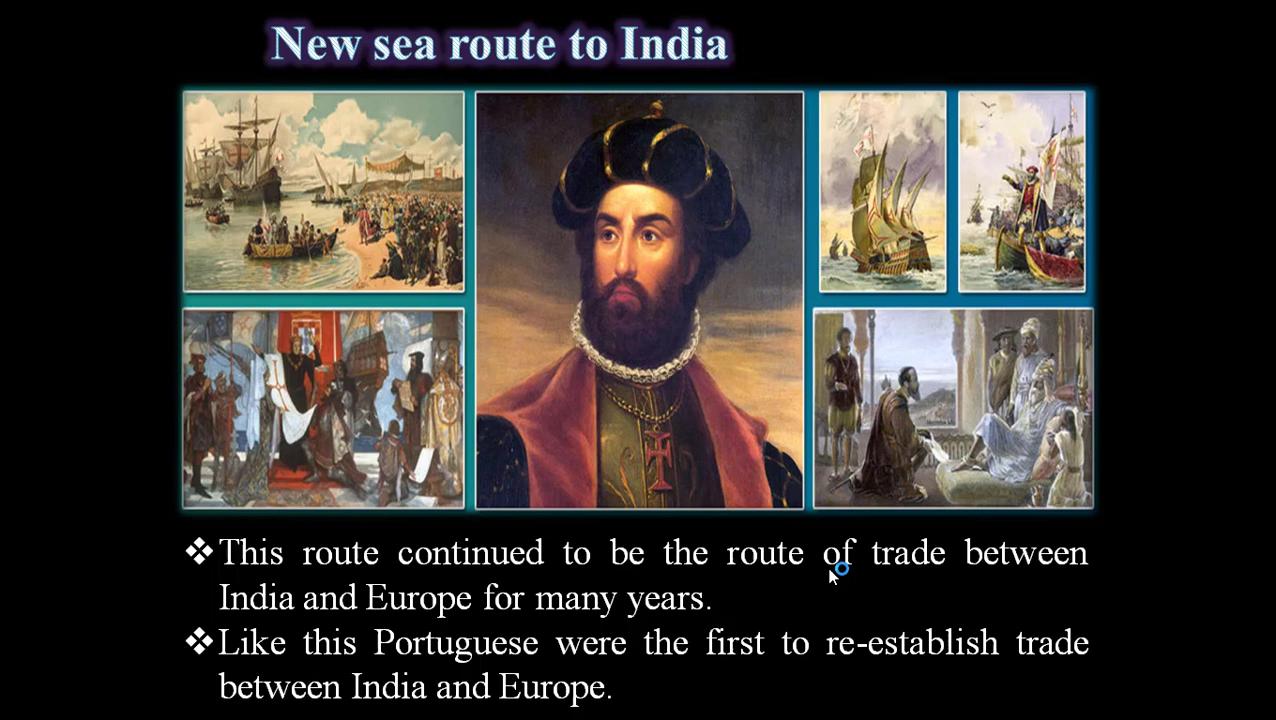 New sea route to India
❖This route continued to be the route of trade between
India and Europe for many years.
❖Like this Portuguese were the first to re-establish trade
between India and Europe.